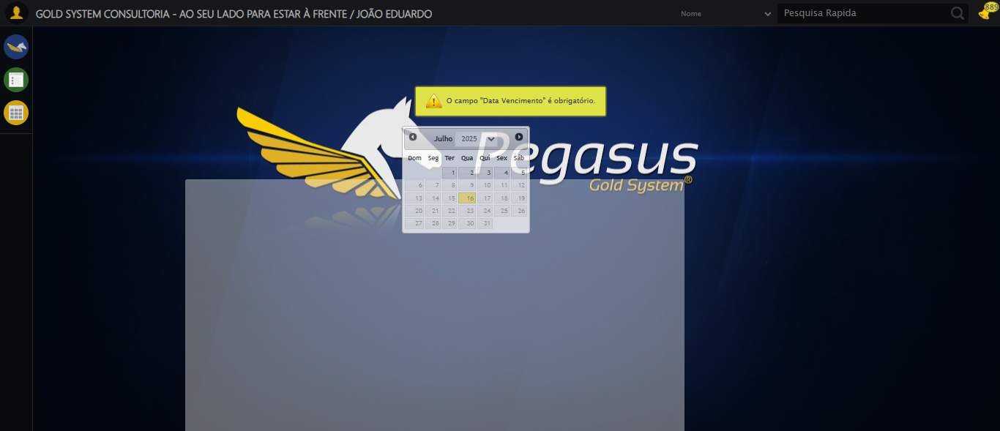 GOLD SYSTEM CONSULTORIA - AO SEU LADO PARA ESTAR À FRENTE / JOÃO EDUARDO
Nome
Pesquisa Rapida
889
O campo "Data Vencimento" é obrigatório.
Julho 2025
Dom Seg Ter Qua Qui Sex Sáb
1 2 3 4 5
6 7 8 9 10 11 12
13 14 15 16 17 18 19
20 21 22 23 24 25 26
27 28 29 30 31
Pegasus
Gold System®